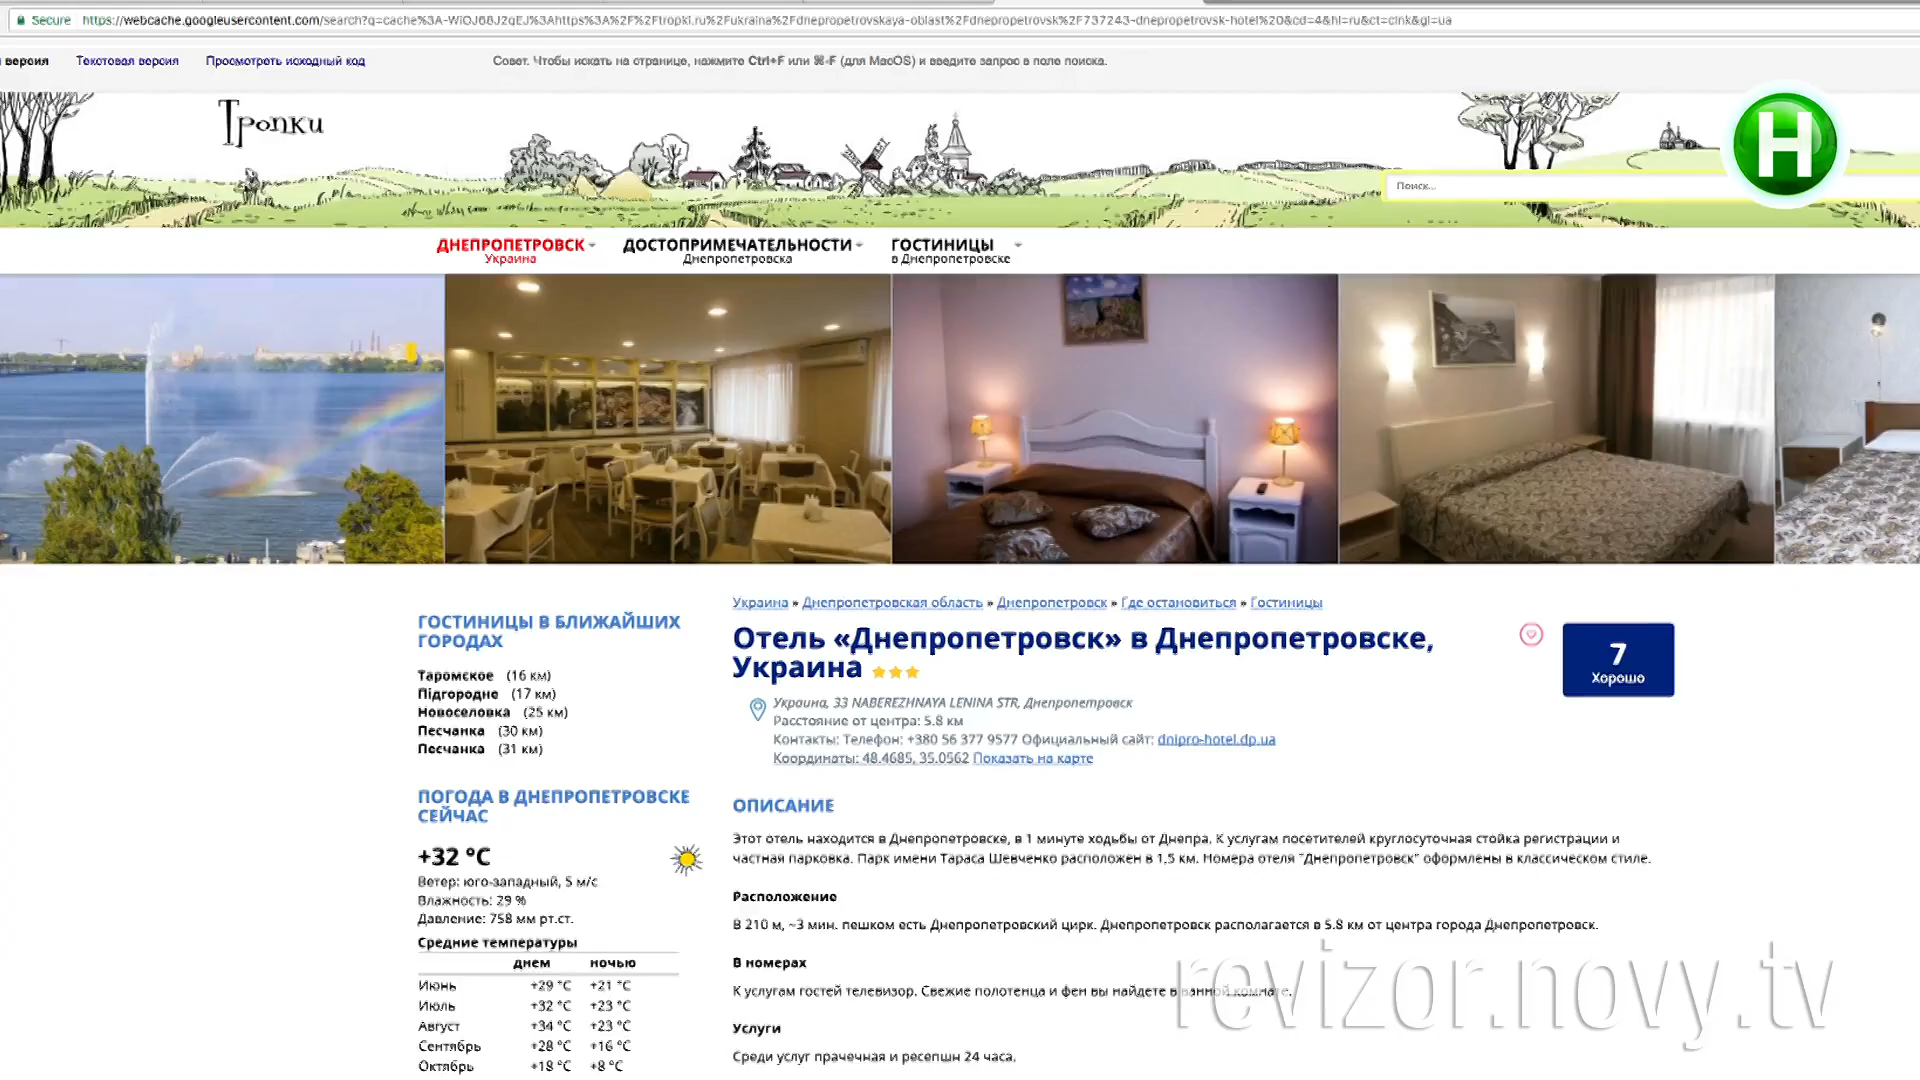 Secure https://webcache.googleusercontent.com/search?q=cache%3A-WiOJ68J2qEJ%3Ahttps%3A%2F%2Ftropki.ru%2Fukraina%2Fdnepropetrovskaya-oblast%2Fdnepropetrovsk%2F737243-dnepropetrovsk-hotel%20&cd=4&hl=ru&ct=clnk&gl=ua
версия Текстовая версия Просмотреть исходный код Совет. Чтобы искать на странице, нажмите Ctrl+F или ⌘-F (для MacOS) и введите запрос в поле поиска.
Тропки
H
Поиск...
ДНЕПРОПЕТРОВСК ДОСТОПРИМЕЧАТЕЛЬНОСТИ ГОСТИНИЦЫ
Украина Днепропетровска в Днепропетровске
Украина » Днепропетровская область » Днепропетровск » Где остановиться » Гостиницы
Отель «Днепропетровск» в Днепропетровске,
Украина
7
Хорошо
Украина, 33 NABEREZHNAYA LENINA STR, Днепропетровск
Расстояние от центра: 5.8 км
Контакты: Телефон: +380 56 377 9577 Официальный сайт: dnipro-hotel.dp.ua
Координаты: 48.4685, 35.0562 Показать на карте
ОПИСАНИЕ
Этот отель находится в Днепропетровске, в 1 минуте ходьбы от Днепра. К услугам посетителей круглосуточная стойка регистрации и
частная парковка. Парк имени Тараса Шевченко расположен в 1,5 км. Номера отеля "Днепропетровск" оформлены в классическом стиле.
Расположение
В 210 м, ~3 мин. пешком есть Днепропетровский цирк. Днепропетровск располагается в 5.8 км от центра города Днепропетровск.
В номерах
К услугам гостей телевизор. Свежие полотенца и фен вы найдете в ванной комнате.
Услуги
Среди услуг прачечная и ресепшн 24 часа.
ГОСТИНИЦЫ В БЛИЖАЙШИХ
ГОРОДАХ
Таромское (16 км)
Підгородне (17 км)
Новоселовка (25 км)
Песчанка (30 км)
Песчанка (31 км)
ПОГОДА В ДНЕПРОПЕТРОВСКЕ
СЕЙЧАС
+32 °C
Ветер: юго-западный, 5 м/с
Влажность: 29 %
Давление: 758 мм рт.ст.
Средние температуры
днем ночью
Июнь +29 °C +21 °C
Июль +32 °C +23 °C
Август +34 °C +23 °C
Сентябрь +28 °C +16 °C
Октябрь +18 °C +8 °C
revizor.novy.tv